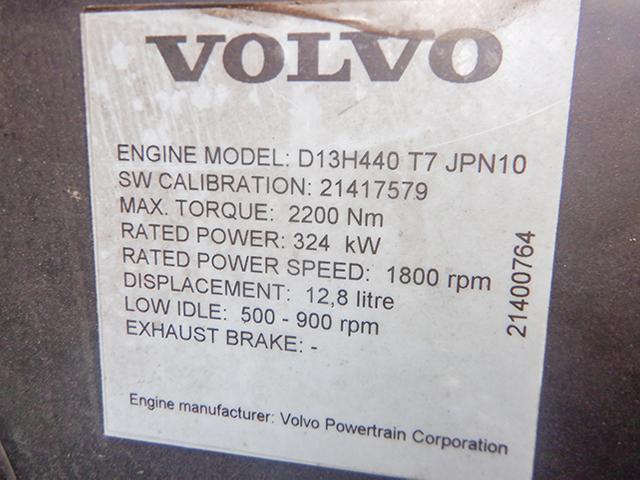 VOLVO
ENGINE MODEL: D13H440 T7 JPN10
SW CALIBRATION: 21417579
MAX. TORQUE: 2200 Nm
RATED POWER: 324 kW
RATED POWER SPEED: 1800 rpm
DISPLACEMENT: 12,8 litre
LOW IDLE: 500 - 900 rpm
EXHAUST BRAKE: -
21400764
Engine manufacturer: Volvo Powertrain Corporation